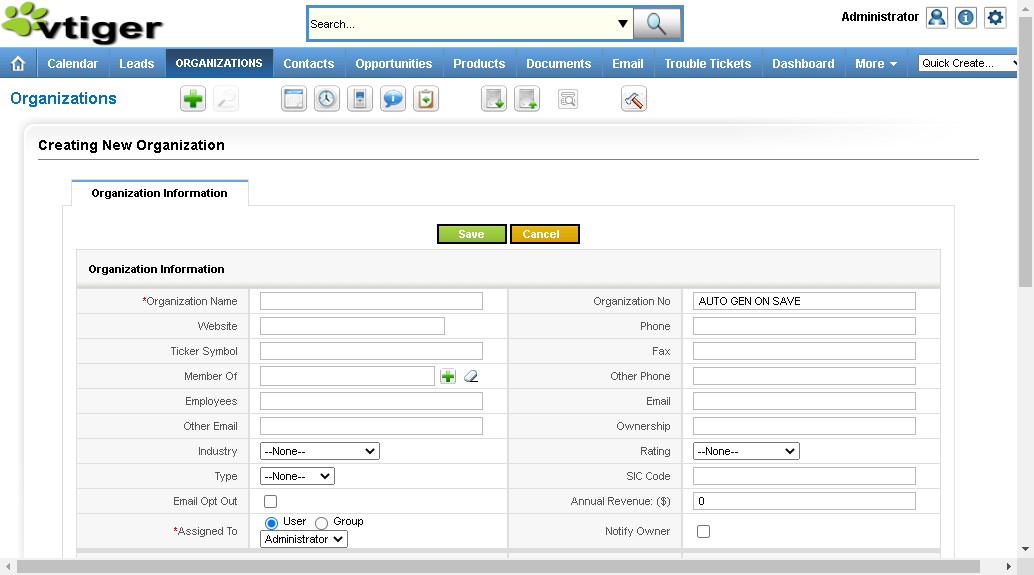 vtiger
Search...
Administrator
Calendar Leads ORGANIZATIONS Contacts Opportunities Products Documents Email Trouble Tickets Dashboard More Quick Create...
Organizations
Creating New Organization
Organization Information
Save Cancel
Organization Information
*Organization Name Organization No AUTO GEN ON SAVE
Website Phone
Ticker Symbol Fax
Member Of Other Phone
Employees Email
Other Email Ownership
Industry --None-- Rating --None--
Type --None-- SIC Code
Email Opt Out Annual Revenue: ($) 0
*Assigned To User Group Notify Owner
Administrator